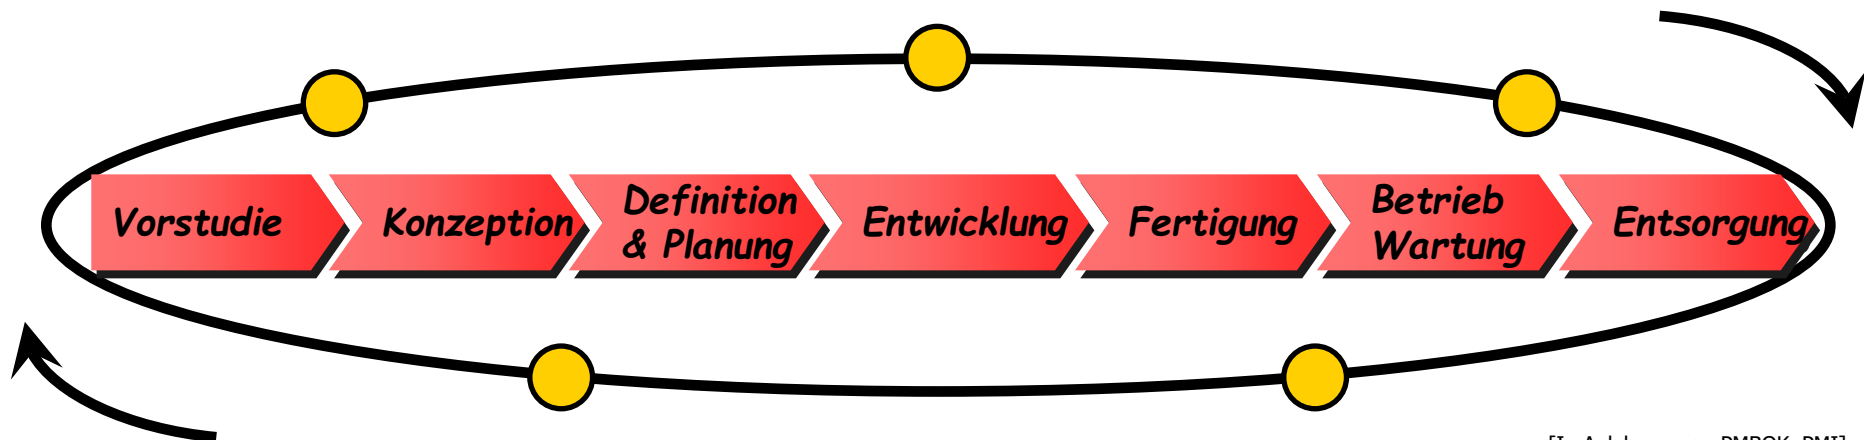 Vorstudie
Konzeption
Definition
& Planung
Entwicklung
Fertigung
Betrieb
Wartung
Entsorgung